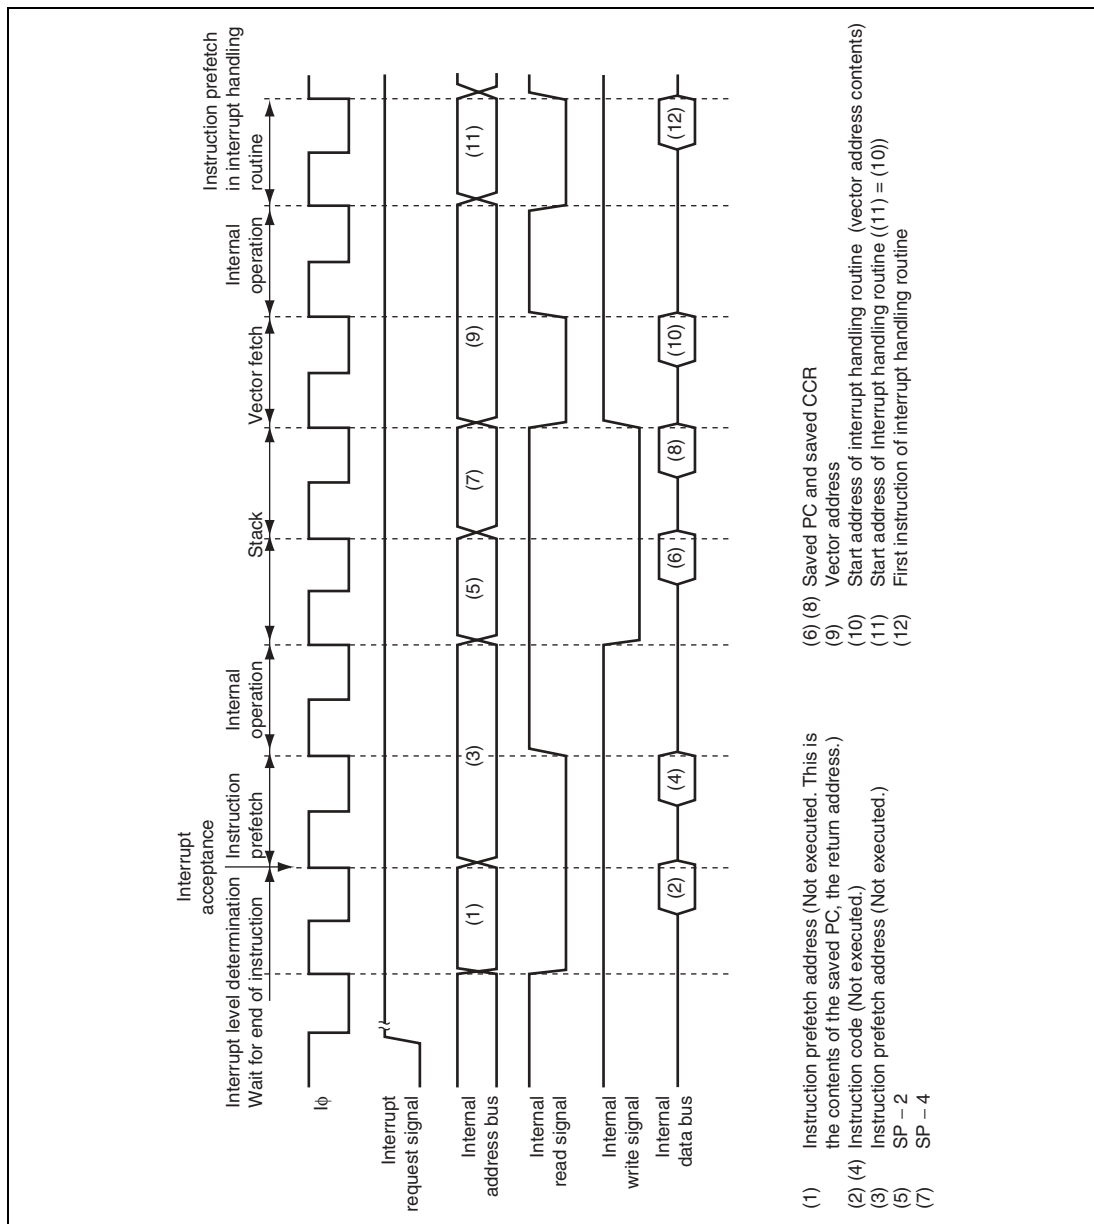 Interrupt
acceptance
Interrupt level determination
Wait for end of instruction
Instruction
prefetch
Internal
operation
Stack
Vector fetch
Internal
operation
Instruction prefetch
in interrupt handling
routine
Iϕ
Interrupt
request signal
Internal
address bus
(1)
(3)
(5)
(7)
(9)
(11)
Internal
read signal
Internal
write signal
Internal
data bus
(2)
(4)
(6)
(8)
(10)
(12)
(1) Instruction prefetch address (Not executed. This is
the contents of the saved PC, the return address.)
(2) (4) Instruction code (Not executed.)
(3) Instruction prefetch address (Not executed.)
(5) SP – 2
(7) SP – 4
(6) (8) Saved PC and saved CCR
(9) Vector address
(10) Start address of interrupt handling routine (vector address contents)
(11) Start address of Interrupt handling routine ((11) = (10))
(12) First instruction of interrupt handling routine